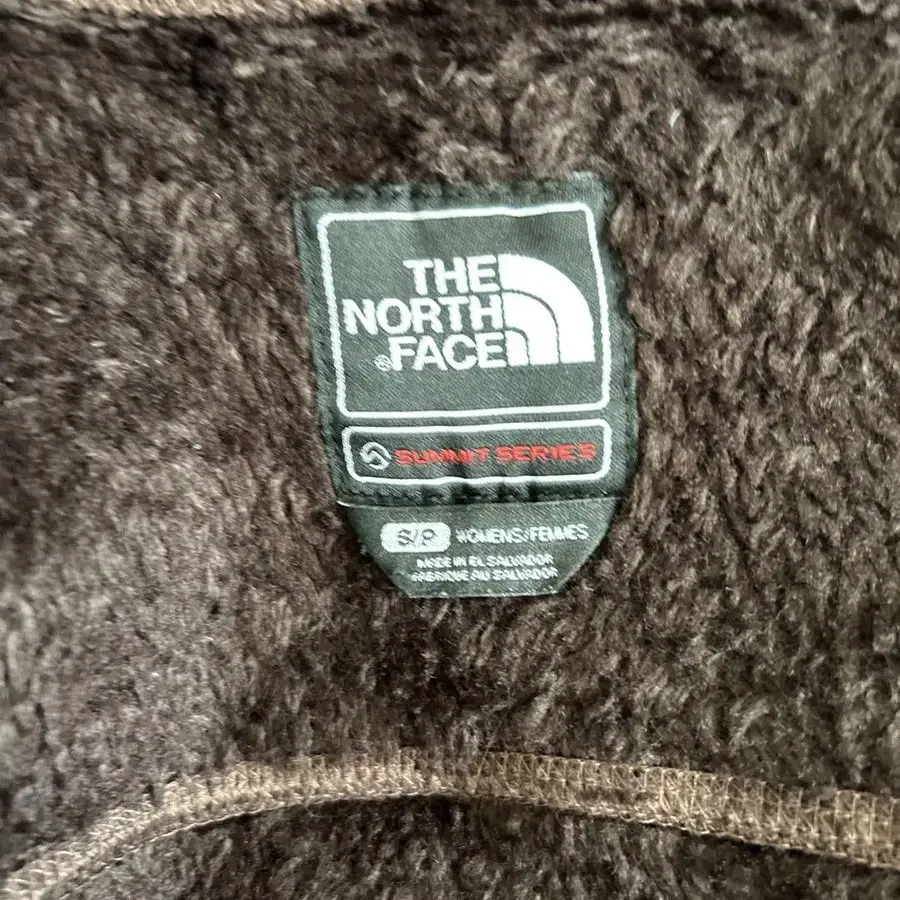 THE
NORTH
FACE®
SUMMIT SERIES
S/P WOMENS/FEMMES
MADE IN EL SALVADOR
FABRIQUE AU SALVADOR